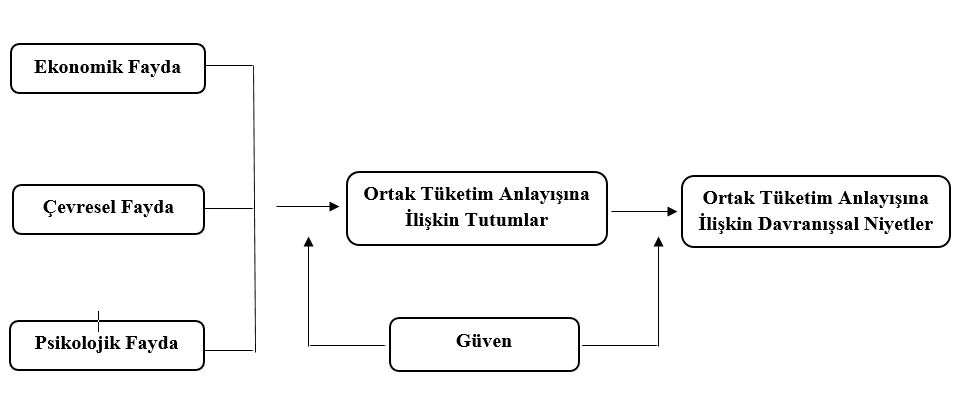 Ekonomik Fayda
Çevresel Fayda
Psikolojik Fayda
Ortak Tüketim Anlayışına
İlişkin Tutumlar
Güven
Ortak Tüketim Anlayışına
İlişkin Davranışsal Niyetler